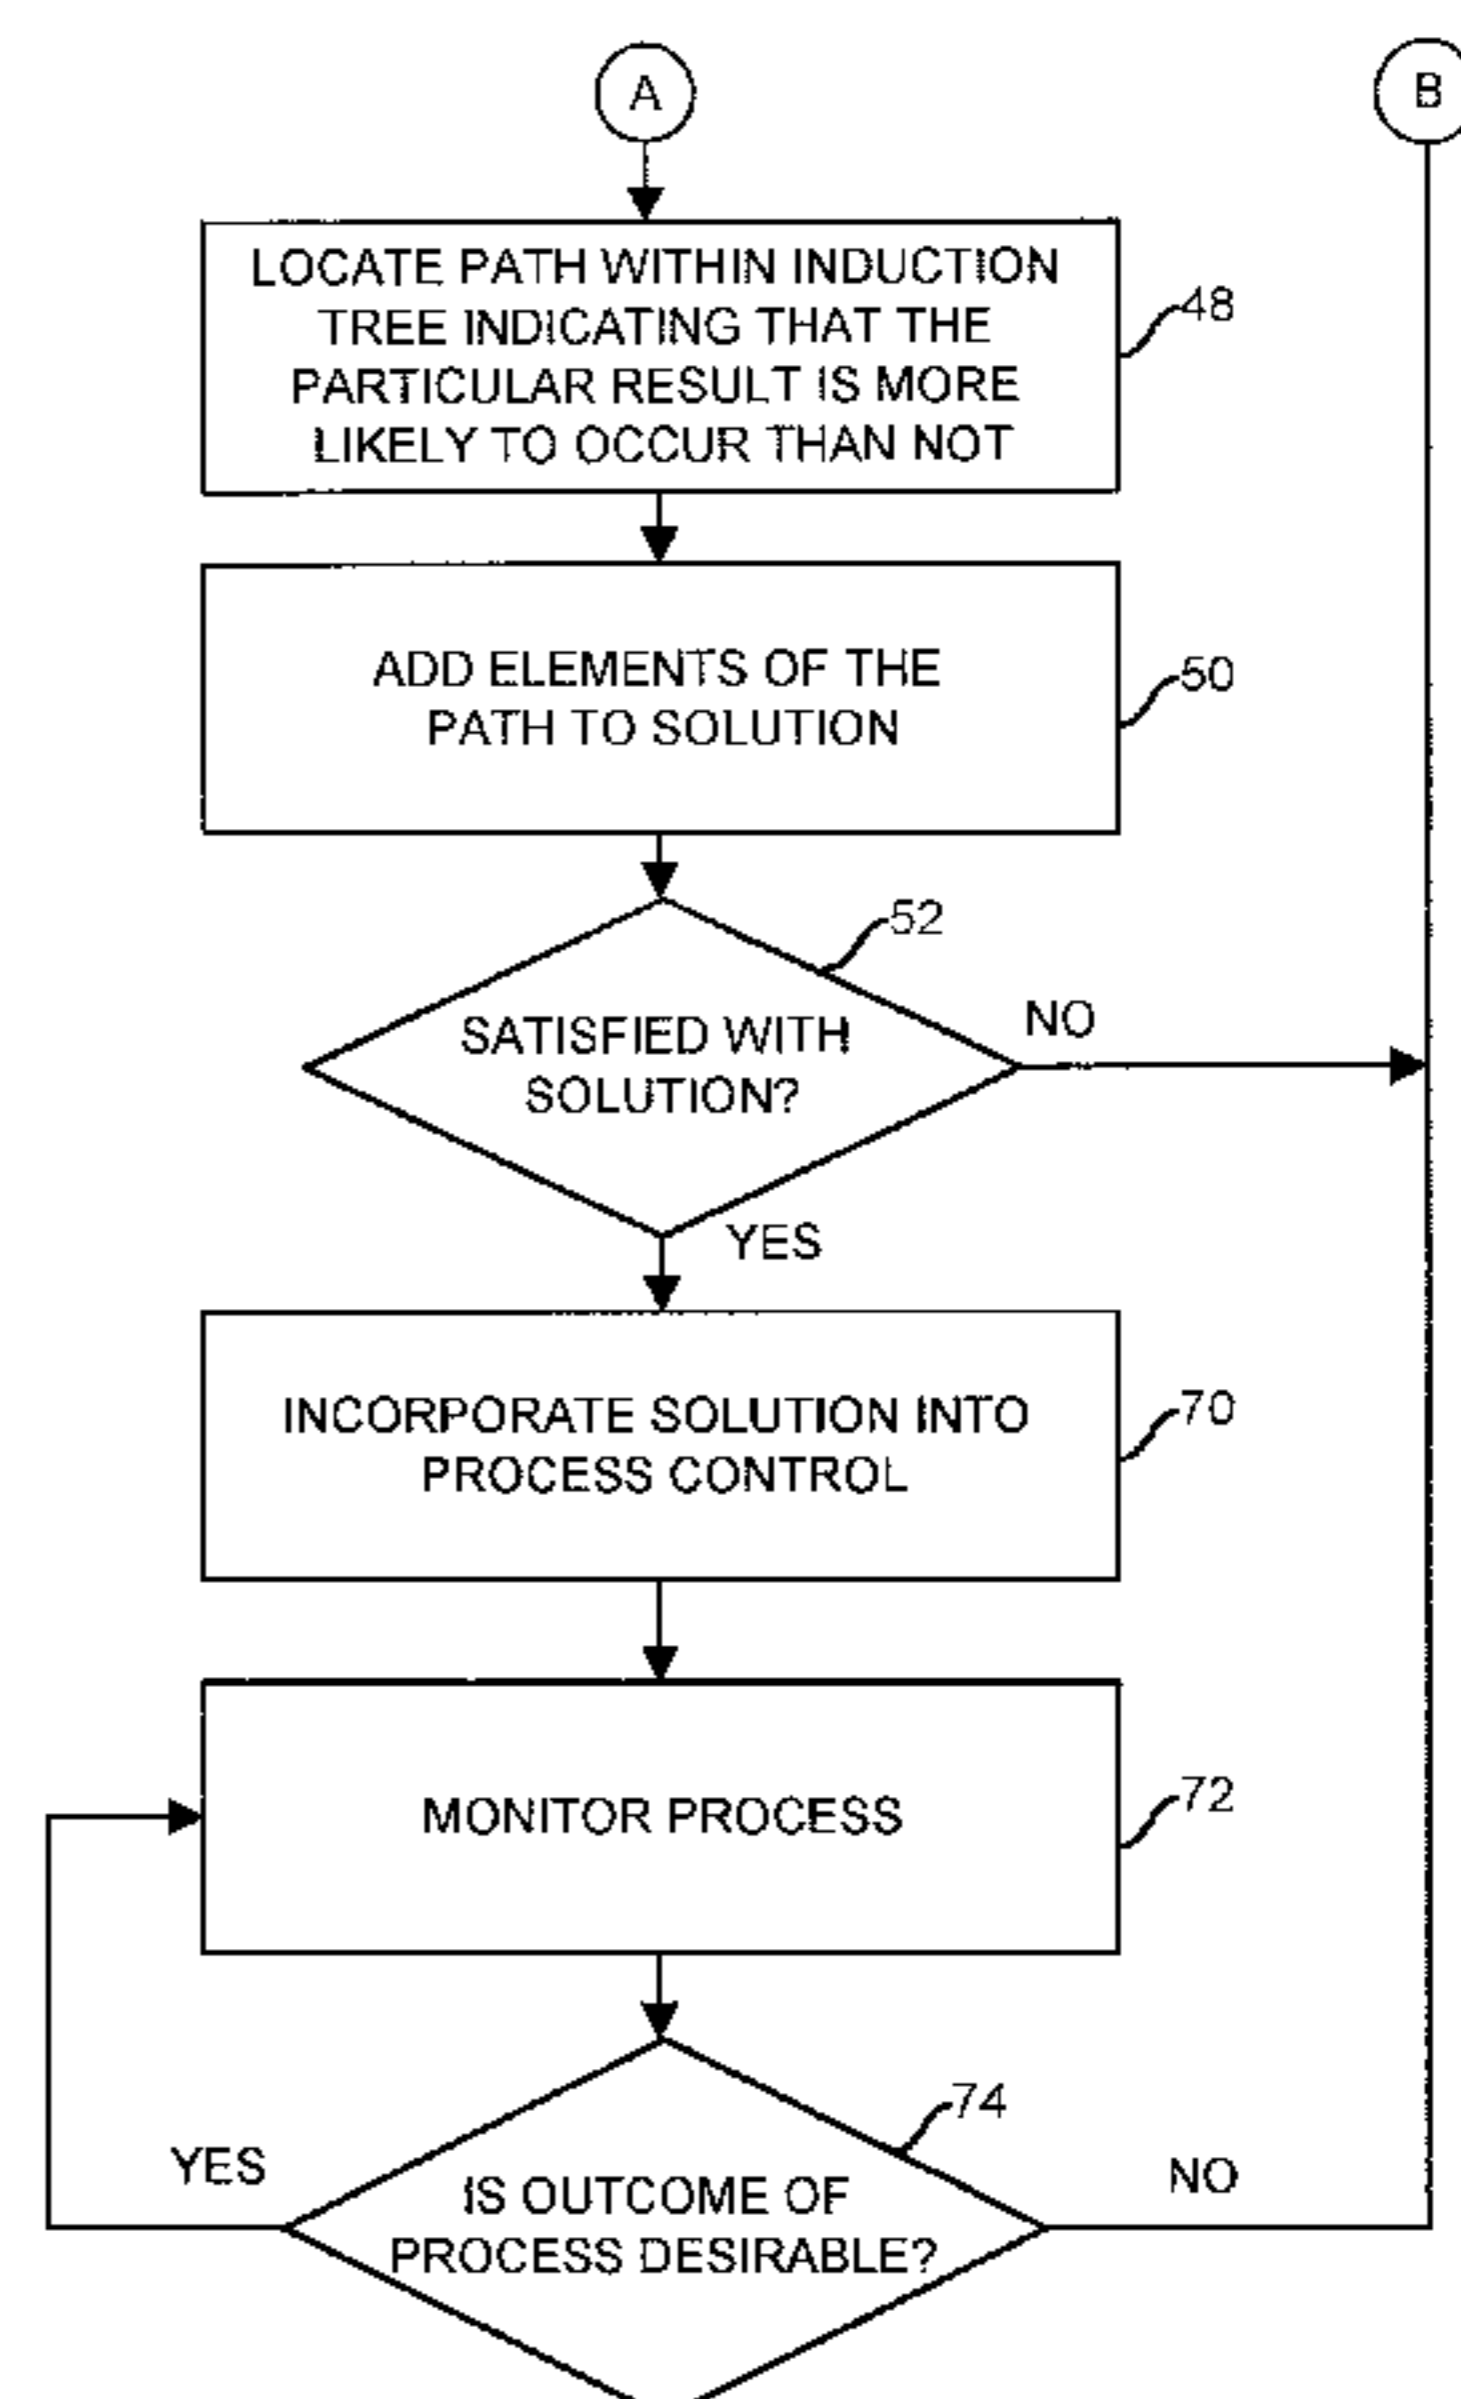 A
B
LOCATE PATH WITHIN INDUCTION
TREE INDICATING THAT THE
PARTICULAR RESULT IS MORE
LIKELY TO OCCUR THAN NOT
48
ADD ELEMENTS OF THE
PATH TO SOLUTION
50
52
SATISFIED WITH
SOLUTION?
NO
YES
INCORPORATE SOLUTION INTO
PROCESS CONTROL
70
MONITOR PROCESS
72
74
YES
IS OUTCOME OF
PROCESS DESIRABLE?
NO